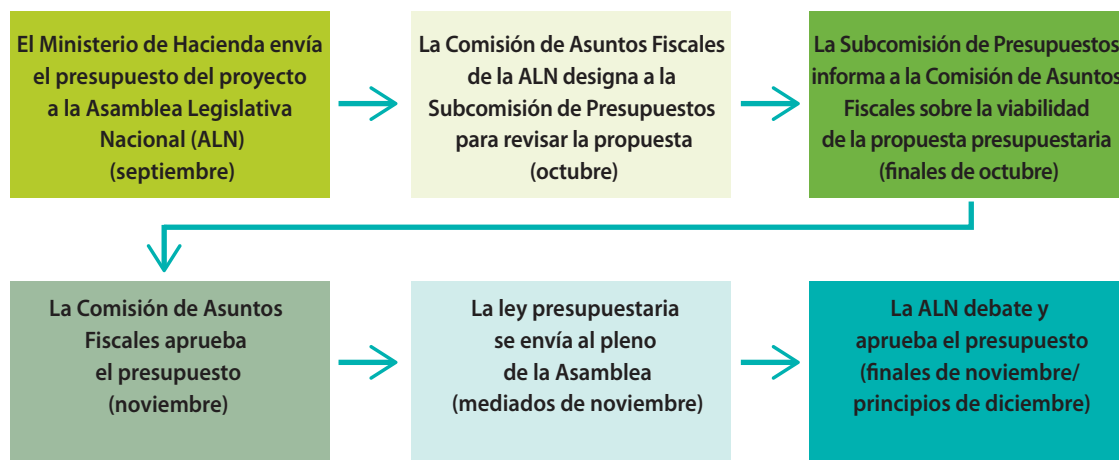 El Ministerio de Hacienda envía
el presupuesto del proyecto
a la Asamblea Legislativa
Nacional (ALN)
(septiembre)
La Comisión de Asuntos Fiscales
de la ALN designa a la
Subcomisión de Presupuestos
para revisar la propuesta
(octubre)
La Subcomisión de Presupuestos
informa a la Comisión de Asuntos
Fiscales sobre la viabilidad
de la propuesta presupuestaria
(finales de octubre)
La Comisión de Asuntos
Fiscales aprueba
el presupuesto
(noviembre)
La ley presupuestaria
se envía al pleno
de la Asamblea
(mediados de noviembre)
La ALN debate y
aprueba el presupuesto
(finales de noviembre/
principios de diciembre)